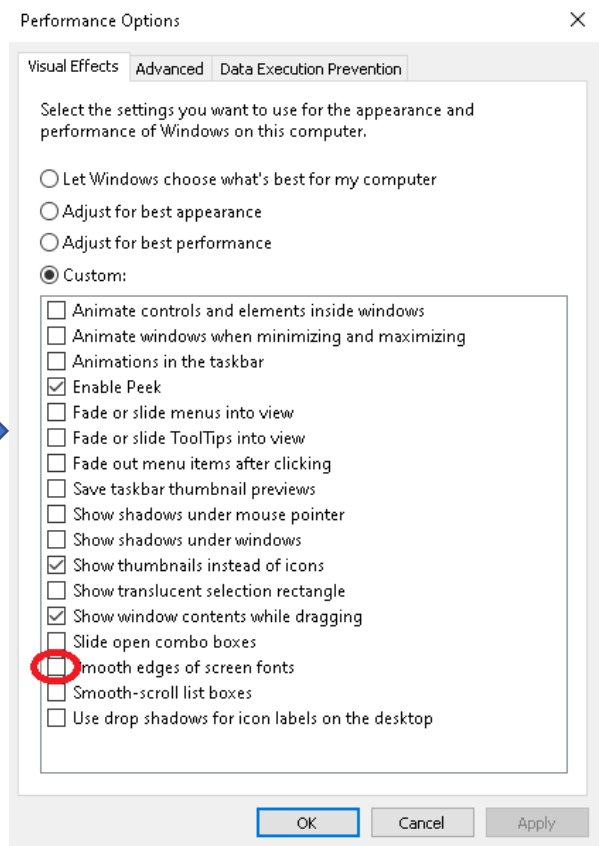 Performance Options
Visual Effects
Advanced
Data Execution Prevention
Select the settings you want to use for the appearance and
performance of Windows on this computer.
Let Windows choose what's best for my computer
Adjust for best appearance
Adjust for best performance
Custom:
Animate controls and elements inside windows
Animate windows when minimizing and maximizing
Animations in the taskbar
Enable Peek
Fade or slide menus into view
Fade or slide ToolTips into view
Fade out menu items after clicking
Save taskbar thumbnail previews
Show shadows under mouse pointer
Show shadows under windows
Show thumbnails instead of icons
Show translucent selection rectangle
Show window contents while dragging
Slide open combo boxes
Smooth edges of screen fonts
Smooth-scroll list boxes
Use drop shadows for icon labels on the desktop
OK
Cancel
Apply